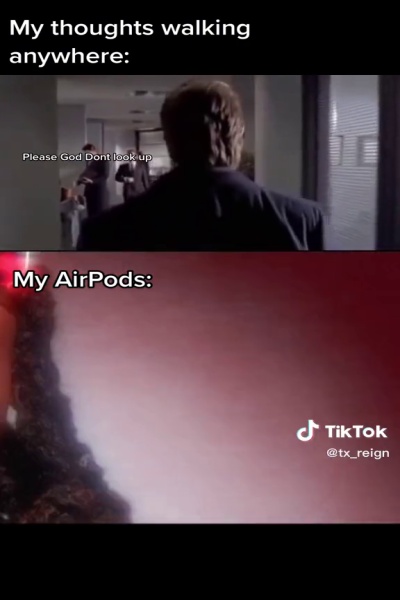 My thoughts walking
anywhere:
Please God Dont look up
My AirPods:
TikTok
@tx_reign